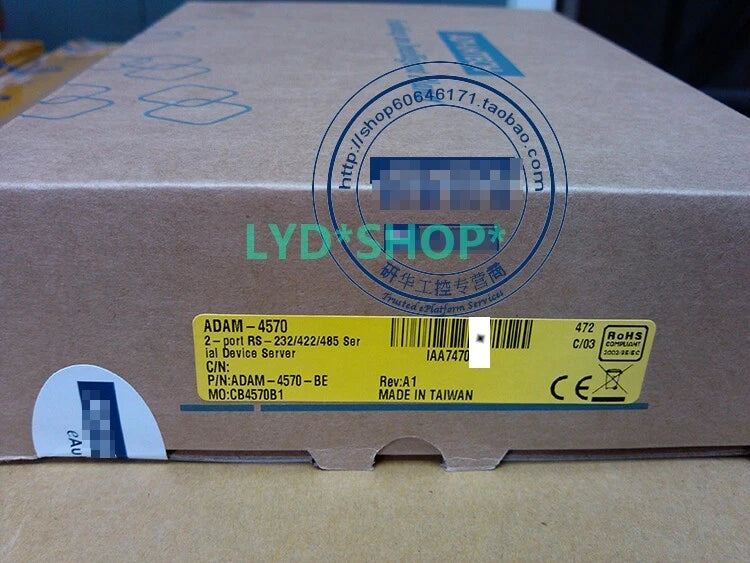 http://shop60646171.taobao.com
LYD*SHOP*
研华工控专营商
Trusted ePlatform Services
ADAM-4570
2-port RS-232/422/485 Ser
ial Device Server
C/N:
P/N:ADAM-4570-BE
MO:CB4570B1
IAA7470
Rev:A1
MADE IN TAIWAN
472
C/03
RoHS
COMPLIANT
2002/95/EC
CE
eAu